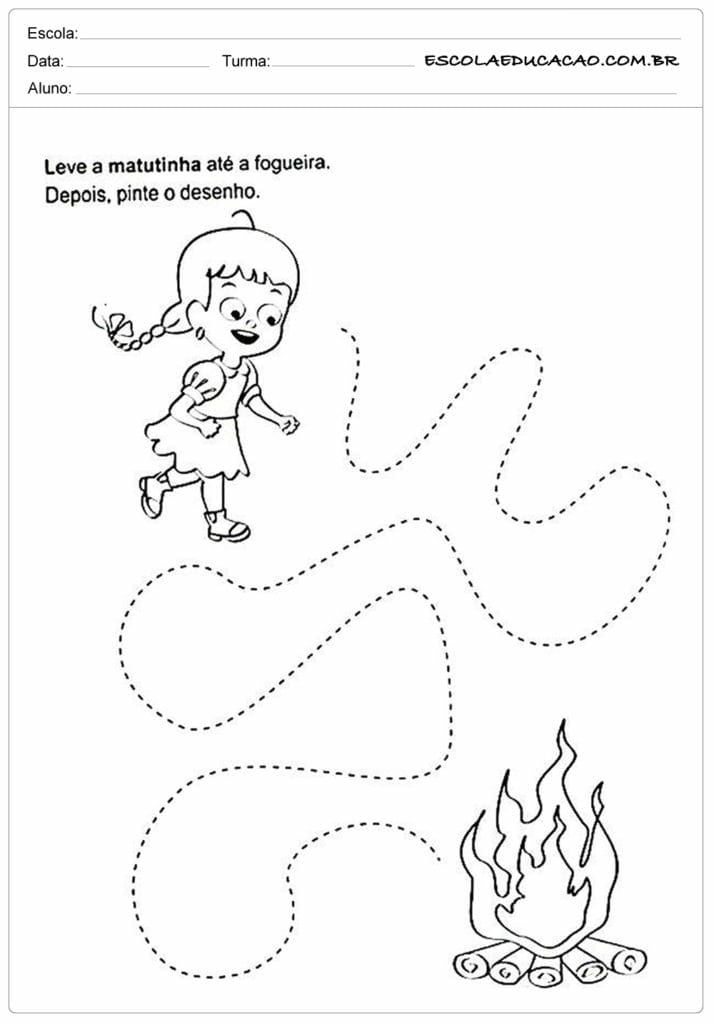 Escola:
Data: Turma: ESCOLAEDUCACAO.COM.BR
Aluno:
Leve a matutinha até a fogueira.
Depois, pinte o desenho.